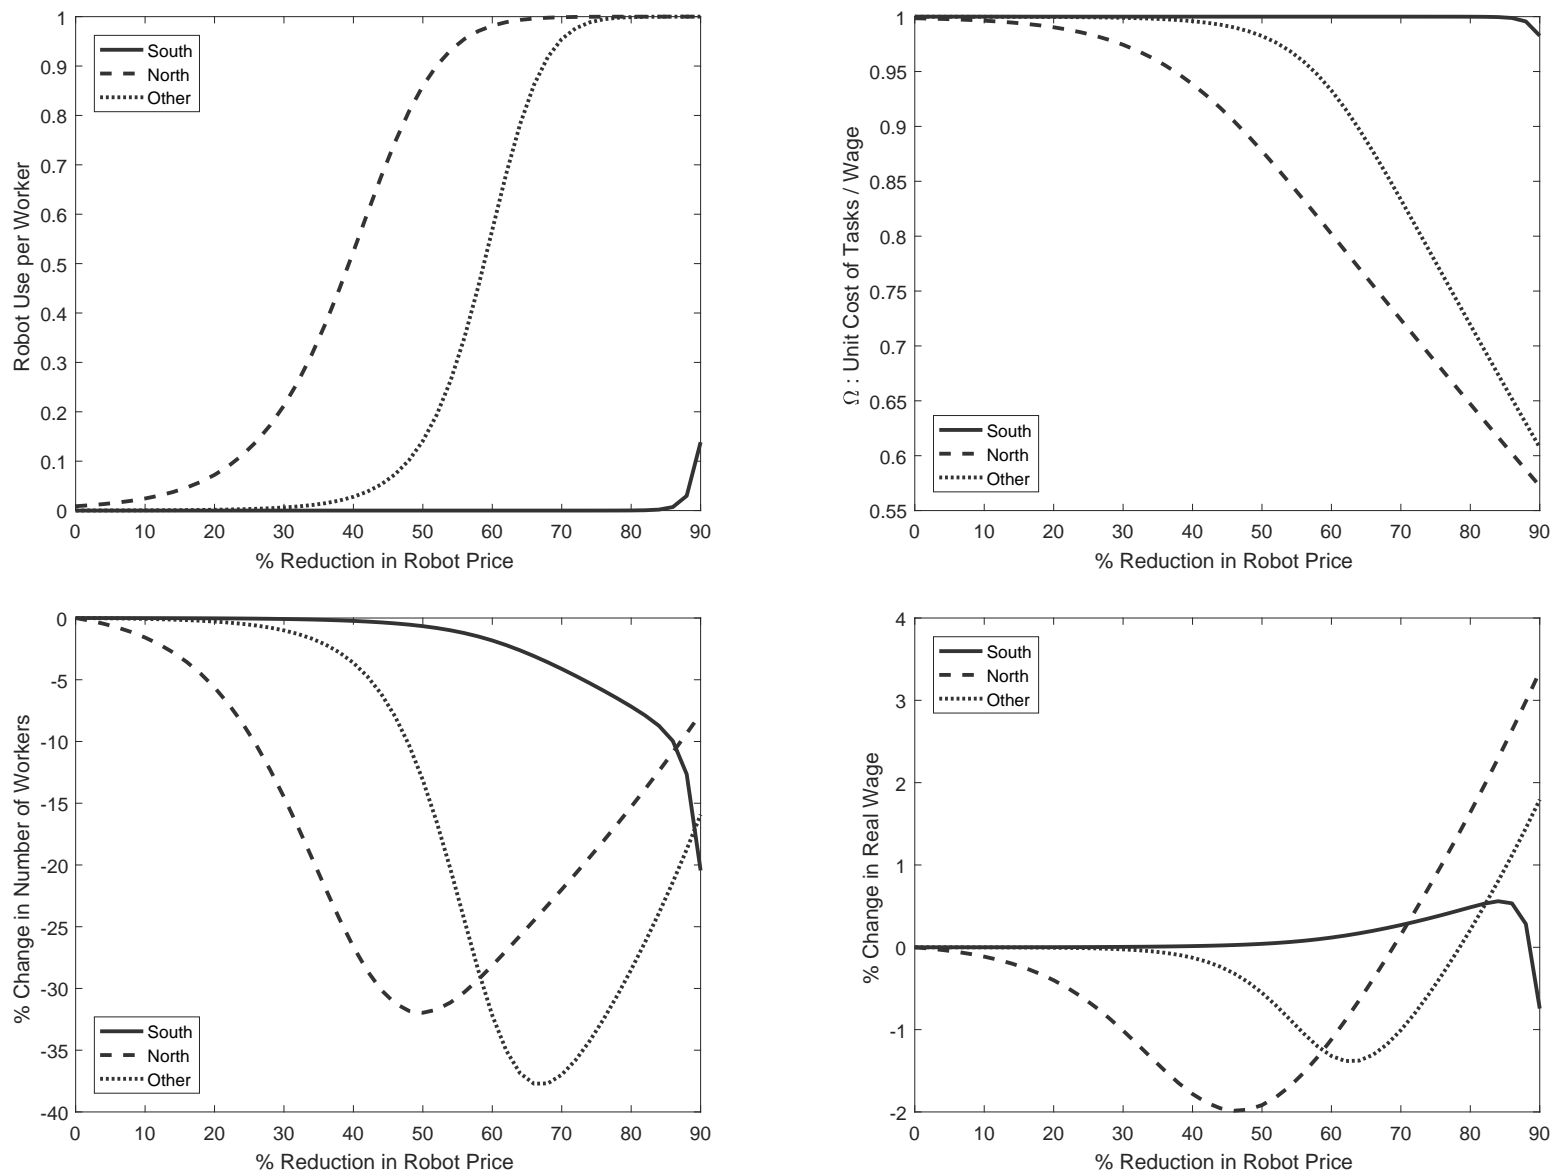 Robot Use per Worker
1
0.9
0.8
0.7
0.6
0.5
0.4
0.3
0.2
0.1
0
South
North
Other
0 10 20 30 40 50 60 70 80 90
% Reduction in Robot Price
Ω : Unit Cost of Tasks / Wage
1
0.95
0.9
0.85
0.8
0.75
0.7
0.65
0.6
0.55
South
North
Other
0 10 20 30 40 50 60 70 80 90
% Reduction in Robot Price
% Change in Number of Workers
0
-5
-10
-15
-20
-25
-30
-35
-40
South
North
Other
0 10 20 30 40 50 60 70 80 90
% Reduction in Robot Price
% Change in Real Wage
4
3
2
1
0
-1
-2
South
North
Other
0 10 20 30 40 50 60 70 80 90
% Reduction in Robot Price